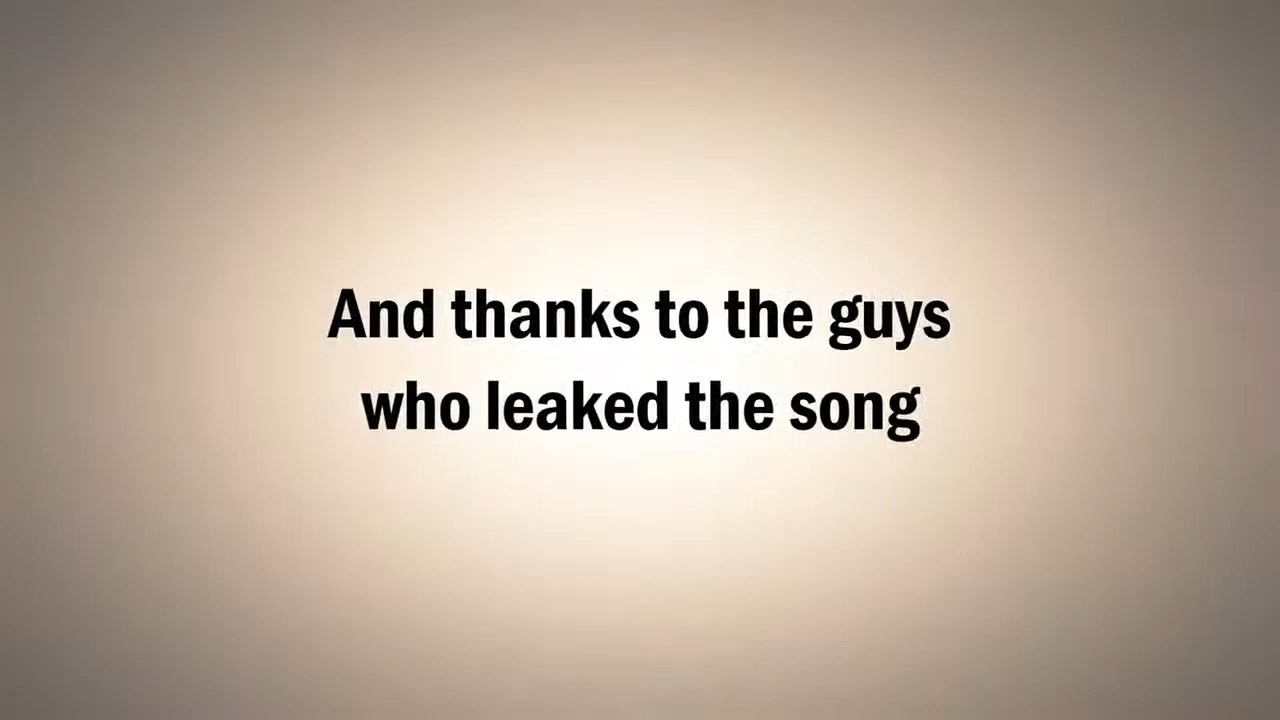 And thanks to the guys
who leaked the song